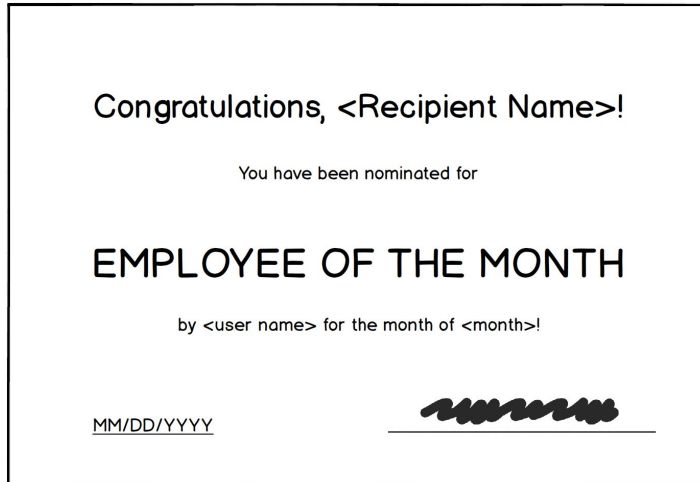 Congratulations, <Recipient Name>!
You have been nominated for
EMPLOYEE OF THE MONTH
by <user name> for the month of <month>!
MM/DD/YYYY